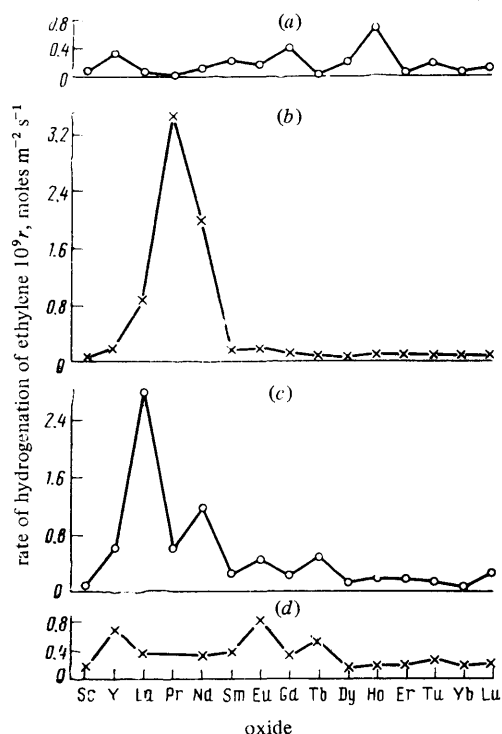 (a)
0.8
0.4
0
(b)
3.2
2.4
0.8
0
(c)
2.4
1.6
0.8
0
(d)
0.8
0.4
0
Sc Y La Pr Nd Sm Eu Gd Tb Dy Ho Er Tu Yb Lu
oxide
rate of hydrogenation of ethylene 10⁹r, moles m⁻² s⁻¹